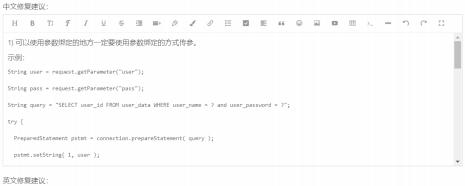 中文修复建议:
1) 可以使用参数绑定的地方一定要使用参数绑定的方式传参。
示例:
String user = request.getParameter("user");
String pass = request.getParameter("pass");
String query = "SELECT user_id FROM user_data WHERE user_name = ? and user_password = ?";
try {
PreparedStatement pstmt = connection.prepareStatement( query );
pstmt.setString( 1, user );
英文修复建议: